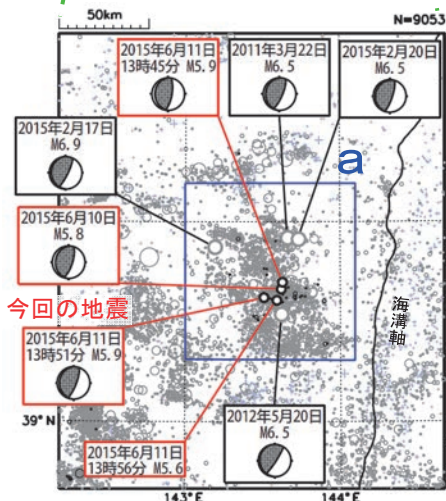 50km
N=9053
2015年6月11日
13時45分 M5.9
2011年3月22日
M6.5
2015年2月20日
M6.5
2015年2月17日
M6.9
a
2015年6月10日
M5.8
今回の地震
海溝軸
2015年6月11日
13時51分 M5.9
39°N
2012年5月20日
M6.5
2015年6月11日
13時56分 M5.6
143°E
144°E